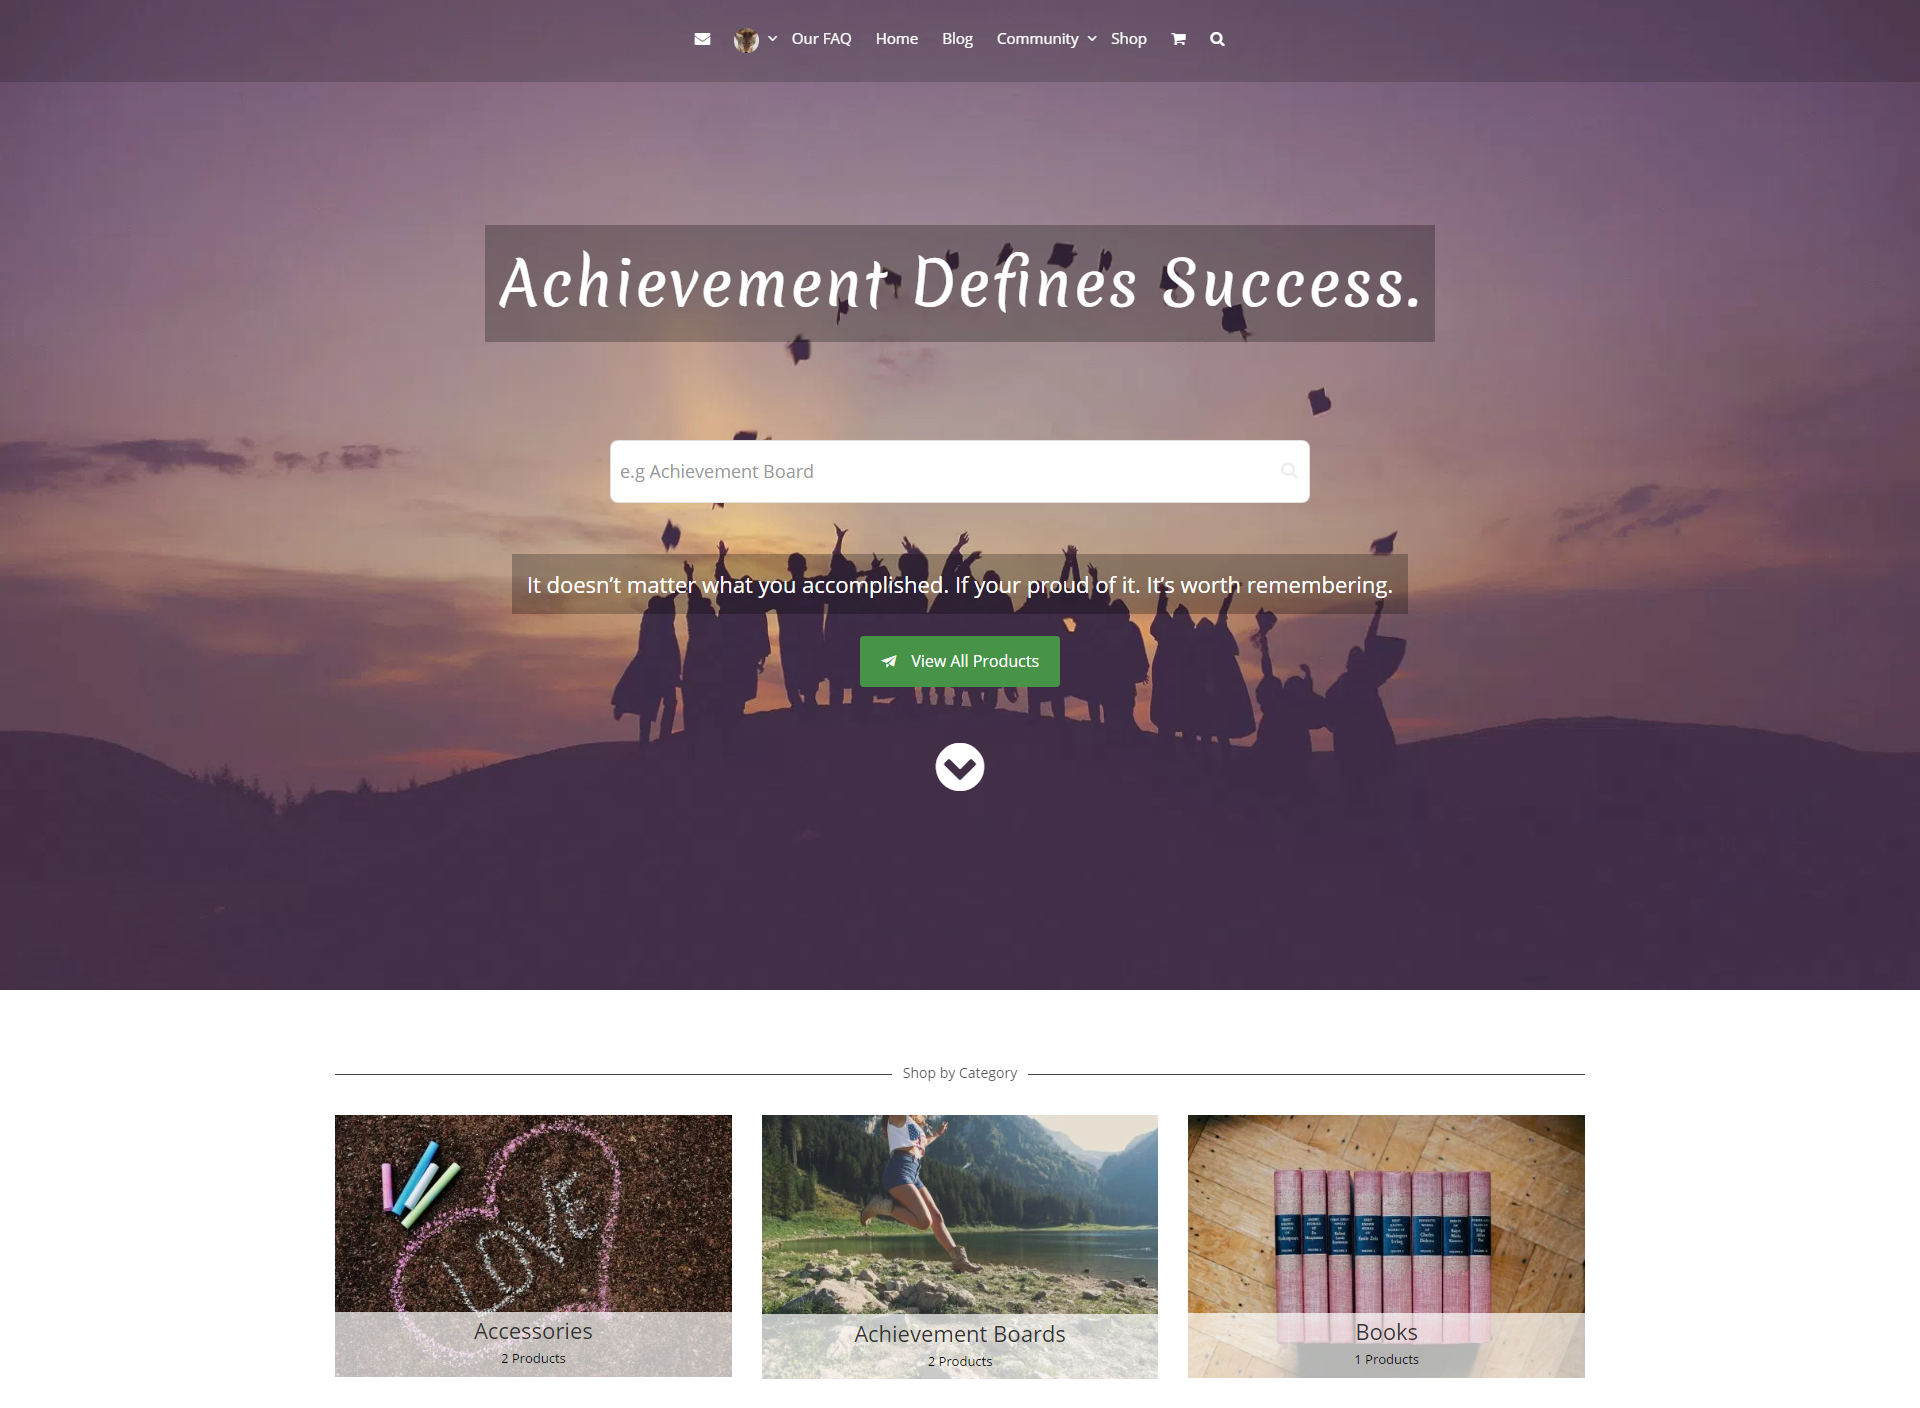 Our FAQ Home Blog Community Shop
Achievement Defines Success.
e.g Achievement Board
It doesn’t matter what you accomplished. If your proud of it. It’s worth remembering.
View All Products
Shop by Category
LOVE
Accessories
2 Products
Achievement Boards
2 Products
Books
1 Products